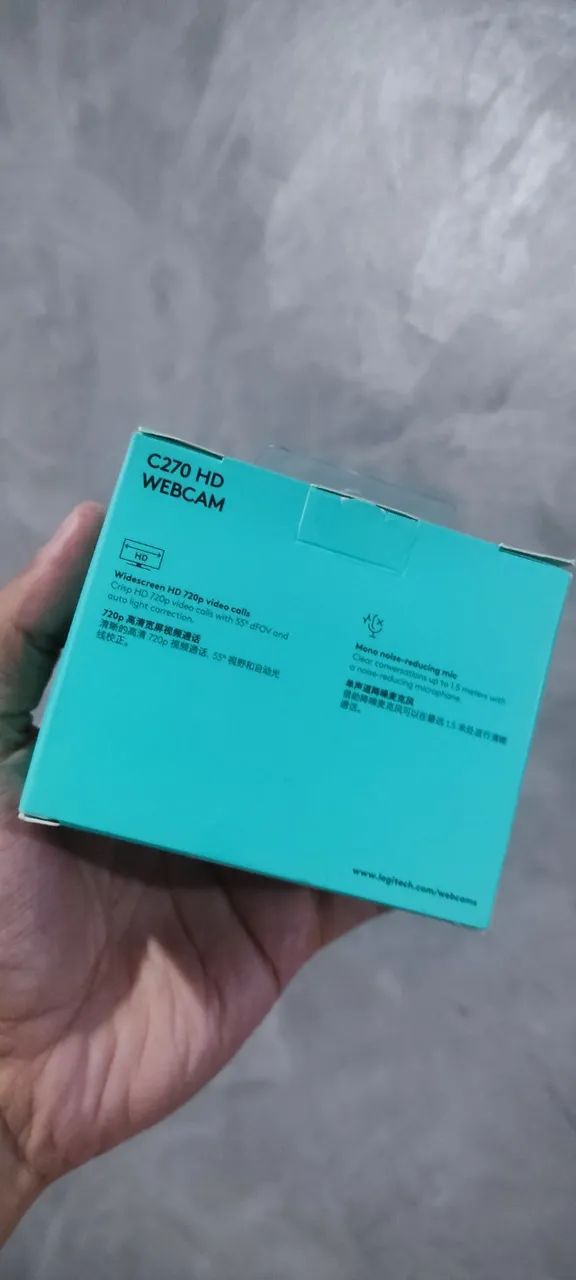 C270 HD
WEBCAM
HD
Widescreen HD 720p video calls
Crisp HD 720p video calls with 55° dFOV and
auto light correction.
720p 高清宽屏视频通话
清晰的高清 720p 视频通话, 55° 视野和自动光
线校正。
Mono noise-reducing mic
Clear conversations up to 1.5 meters with
a noise-reducing microphone.
单声道降噪麦克风
借助降噪麦克风可以在最远 1.5 米处进行清晰
通话。
www.logitech.com/webcams